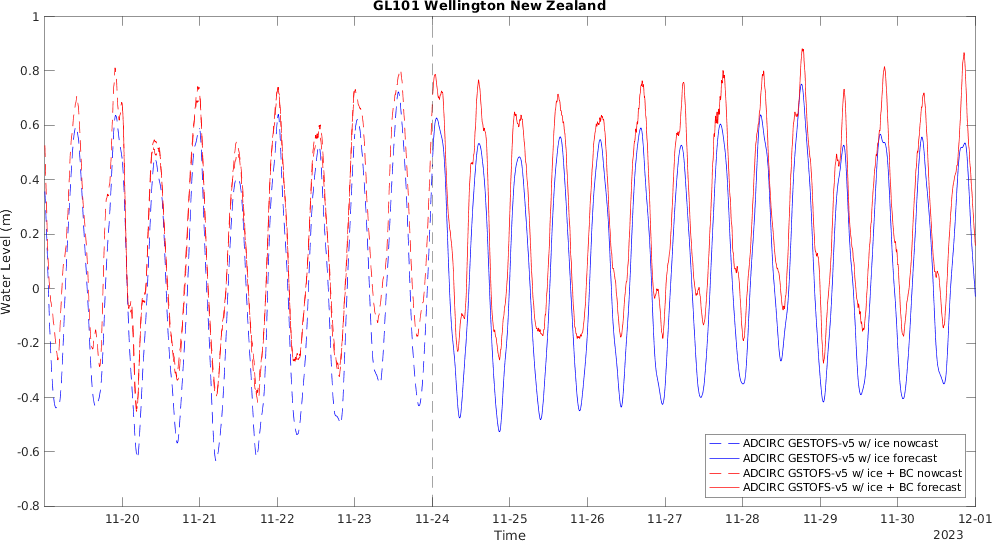 GL101 Wellington New Zealand
1
0.8
0.6
0.4
0.2
0
-0.2
-0.4
-0.6
-0.8
Water Level (m)
ADCIRC GESTOFS-v5 w/ ice nowcast
ADCIRC GESTOFS-v5 w/ ice forecast
ADCIRC GSTOFS-v5 w/ ice + BC nowcast
ADCIRC GSTOFS-v5 w/ ice + BC forecast
11-20 11-21 11-22 11-23 11-24 11-25 11-26 11-27 11-28 11-29 11-30 12-01
Time
2023